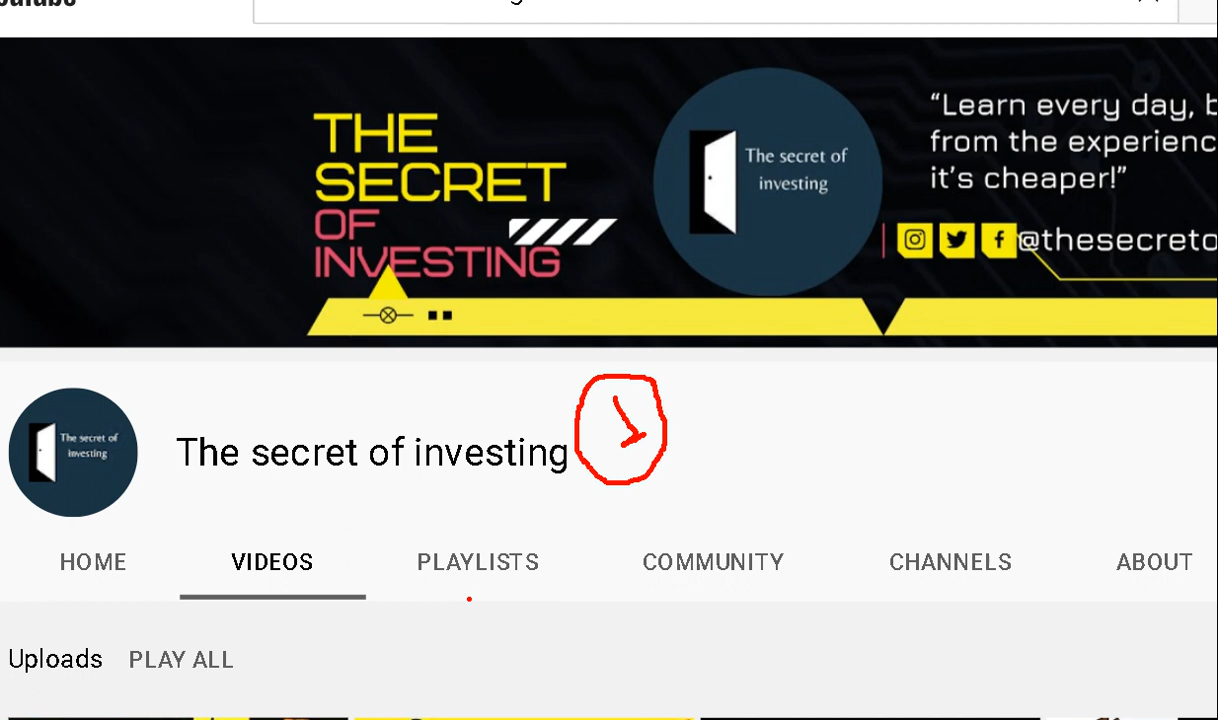 THE
SECRET
OF
INVESTING
The secret of
investing
“Learn every day, b
from the experienc
it’s cheaper!”
@thesecreto
The secret of
investing
The secret of investing
HOME VIDEOS PLAYLISTS COMMUNITY CHANNELS ABOUT
Uploads PLAY ALL